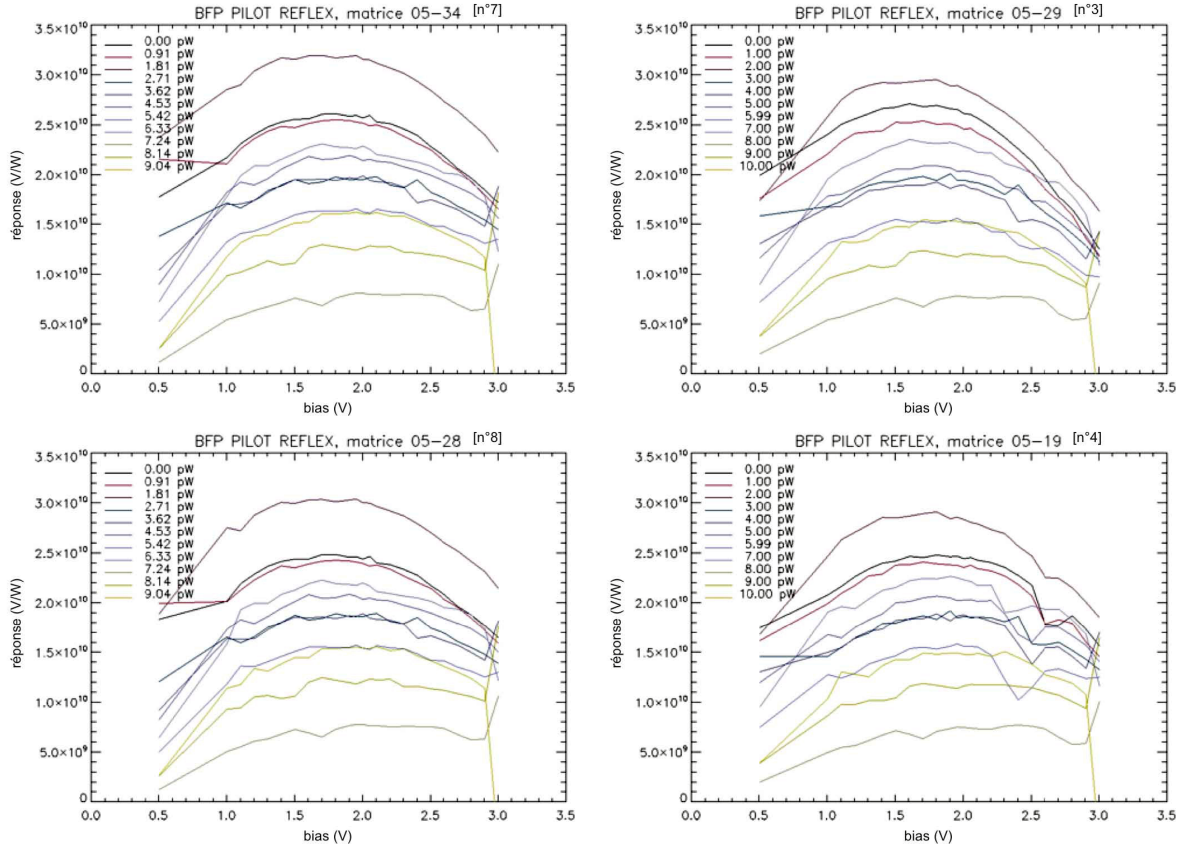 BFP PILOT REFLEX, matrice 05-34 [n°7]
3.5×10¹⁰
3.0×10¹⁰
2.5×10¹⁰
2.0×10¹⁰
1.5×10¹⁰
1.0×10¹⁰
5.0×10⁹
0
réponse (V/W)
0.00 pW
0.91 pW
1.81 pW
2.71 pW
3.62 pW
4.53 pW
5.42 pW
6.33 pW
7.24 pW
8.14 pW
9.04 pW
0.0 0.5 1.0 1.5 2.0 2.5 3.0 3.5
bias (V)
BFP PILOT REFLEX, matrice 05-29 [n°3]
3.5×10¹⁰
3.0×10¹⁰
2.5×10¹⁰
2.0×10¹⁰
1.5×10¹⁰
1.0×10¹⁰
5.0×10⁹
0
réponse (V/W)
0.00 pW
1.00 pW
2.00 pW
3.00 pW
4.00 pW
5.00 pW
5.99 pW
7.00 pW
8.00 pW
9.00 pW
10.00 pW
0.0 0.5 1.0 1.5 2.0 2.5 3.0 3.5
bias (V)
BFP PILOT REFLEX, matrice 05-28 [n°8]
3.5×10¹⁰
3.0×10¹⁰
2.5×10¹⁰
2.0×10¹⁰
1.5×10¹⁰
1.0×10¹⁰
5.0×10⁹
0
réponse (V/W)
0.00 pW
0.91 pW
1.81 pW
2.71 pW
3.62 pW
4.53 pW
5.42 pW
6.33 pW
7.24 pW
8.14 pW
9.04 pW
0.0 0.5 1.0 1.5 2.0 2.5 3.0 3.5
bias (V)
BFP PILOT REFLEX, matrice 05-19 [n°4]
3.5×10¹⁰
3.0×10¹⁰
2.5×10¹⁰
2.0×10¹⁰
1.5×10¹⁰
1.0×10¹⁰
5.0×10⁹
0
réponse (V/W)
0.00 pW
1.00 pW
2.00 pW
3.00 pW
4.00 pW
5.00 pW
5.99 pW
7.00 pW
8.00 pW
9.00 pW
10.00 pW
0.0 0.5 1.0 1.5 2.0 2.5 3.0 3.5
bias (V)